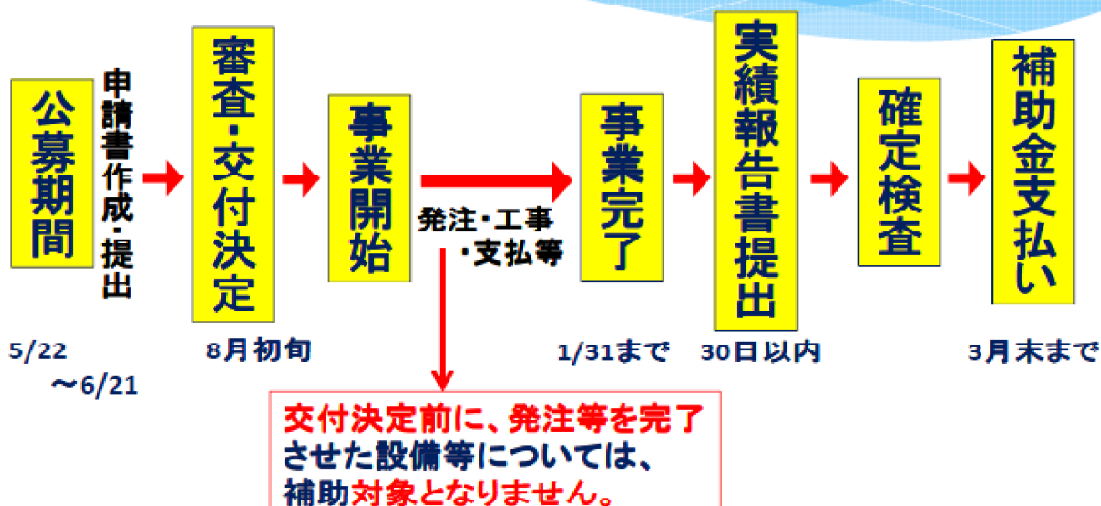 公募期間
申請書作成・提出
審査・交付決定
事業開始
発注・工事
・支払等
事業完了
実績報告書提出
確定検査
補助金支払い
5/22
～6/21
8月初旬
1/31まで
30日以内
3月末まで
交付決定前に、発注等を完了
させた設備等については、
補助対象となりません。